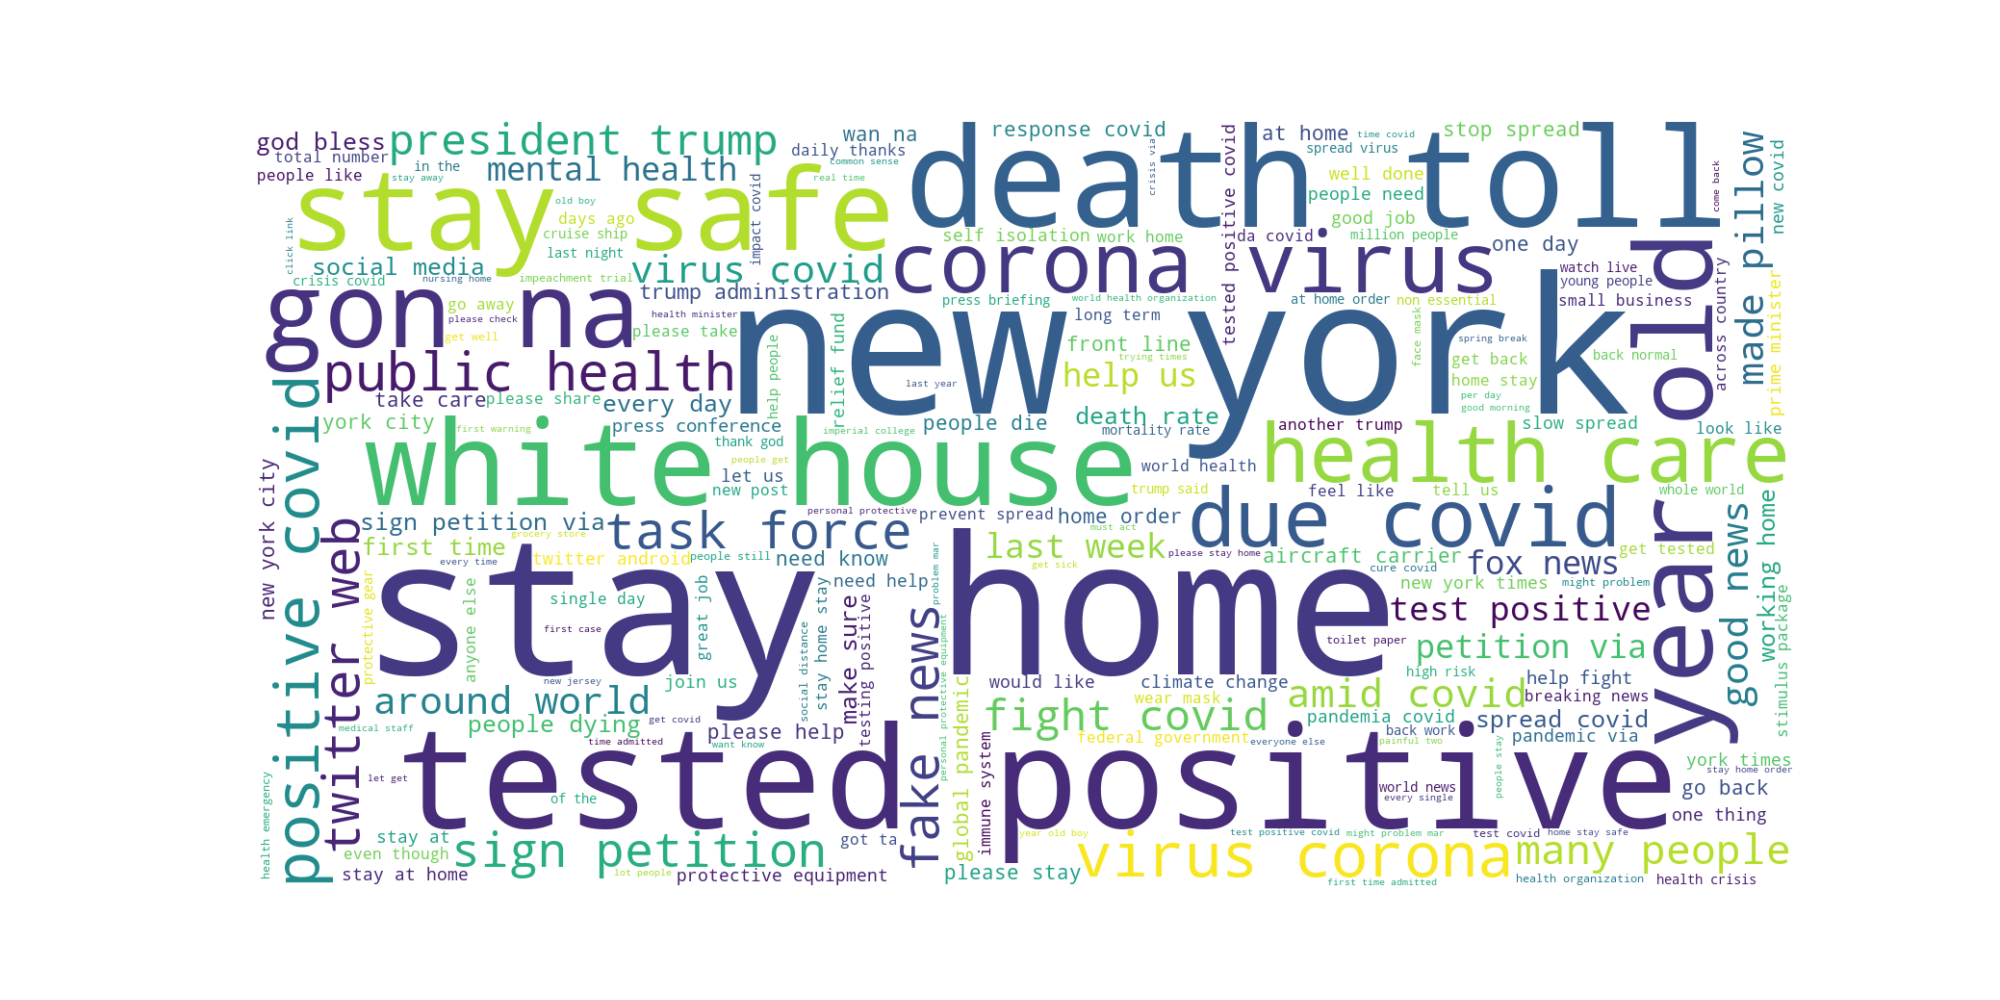 god bless
president trump
wan na
response covid
at home
time covid
stop spread
total number
in the
mental health
daily thanks
common sense
spread virus
people like
stay away
real time
well done
death toll
stay safe
old boy
people need
days ago
good job
cruise ship
self isolation
work home
da covid
million people
one day
last night
social media
virus covid
corona virus
watch live
young people
crisis covid
nursing home
impeachment trial
trump administration
press briefing
world health organization
at home order
non essential
small business
gon na
go away
please check
health minister
long term
get well
please take
new york
front line
spring break
get back
back normal
trying times
public health
help us
home stay
last year
per day
good morning
take care
please share
every day
death rate
york city
first warning
press conference
imperial college
people die
mortality rate
another trump
slow spread
look like
thank god
white house
health care
people get
let us
world health
new post
trump said
feel like
tell us
whole world
personal protective
prevent spread
home order
due covid
sign petition via
task force
must act
grocery store
first time
last week
please stay home
aircraft carrier
fox news
get tested
every time
twitter android
people still
need know
get sick
cure covid
might problem
stay home
need help
new york times
single day
test positive
first case
toilet paper
petition via
new jersey
join us
would like
climate change
high risk
help fight
around world
wear mask
amid covid
breaking news
people dying
get covid
fight covid
pandemia covid
spread covid
medical staff
please help
back work
time admitted
want know
federal government
everyone else
painful two
pandemic via
tested positive
york times
stay home order
let get
world news
go back
of the
every single
one thing
stay at
got ta
year old boy
test positive covid
might problem mar
test covid
home stay safe
even though
sign petition
virus corona
many people
stay at home
lot people
protective equipment
please stay
first time admitted
health organization
health crisis
click link
impact covid
crisis via
tested positive covid
come back
made pillow
new covid
year old
across country
prime minister
relief fund
help people
face mask
positive covid
new york city
twitter web
protective gear
anyone else
great job
social distance
stay home stay
make sure
testing positive
fake news
problem mar
personal protective equipment
global pandemic
immune system
people stay
good news
working home
stimulus package
health emergency